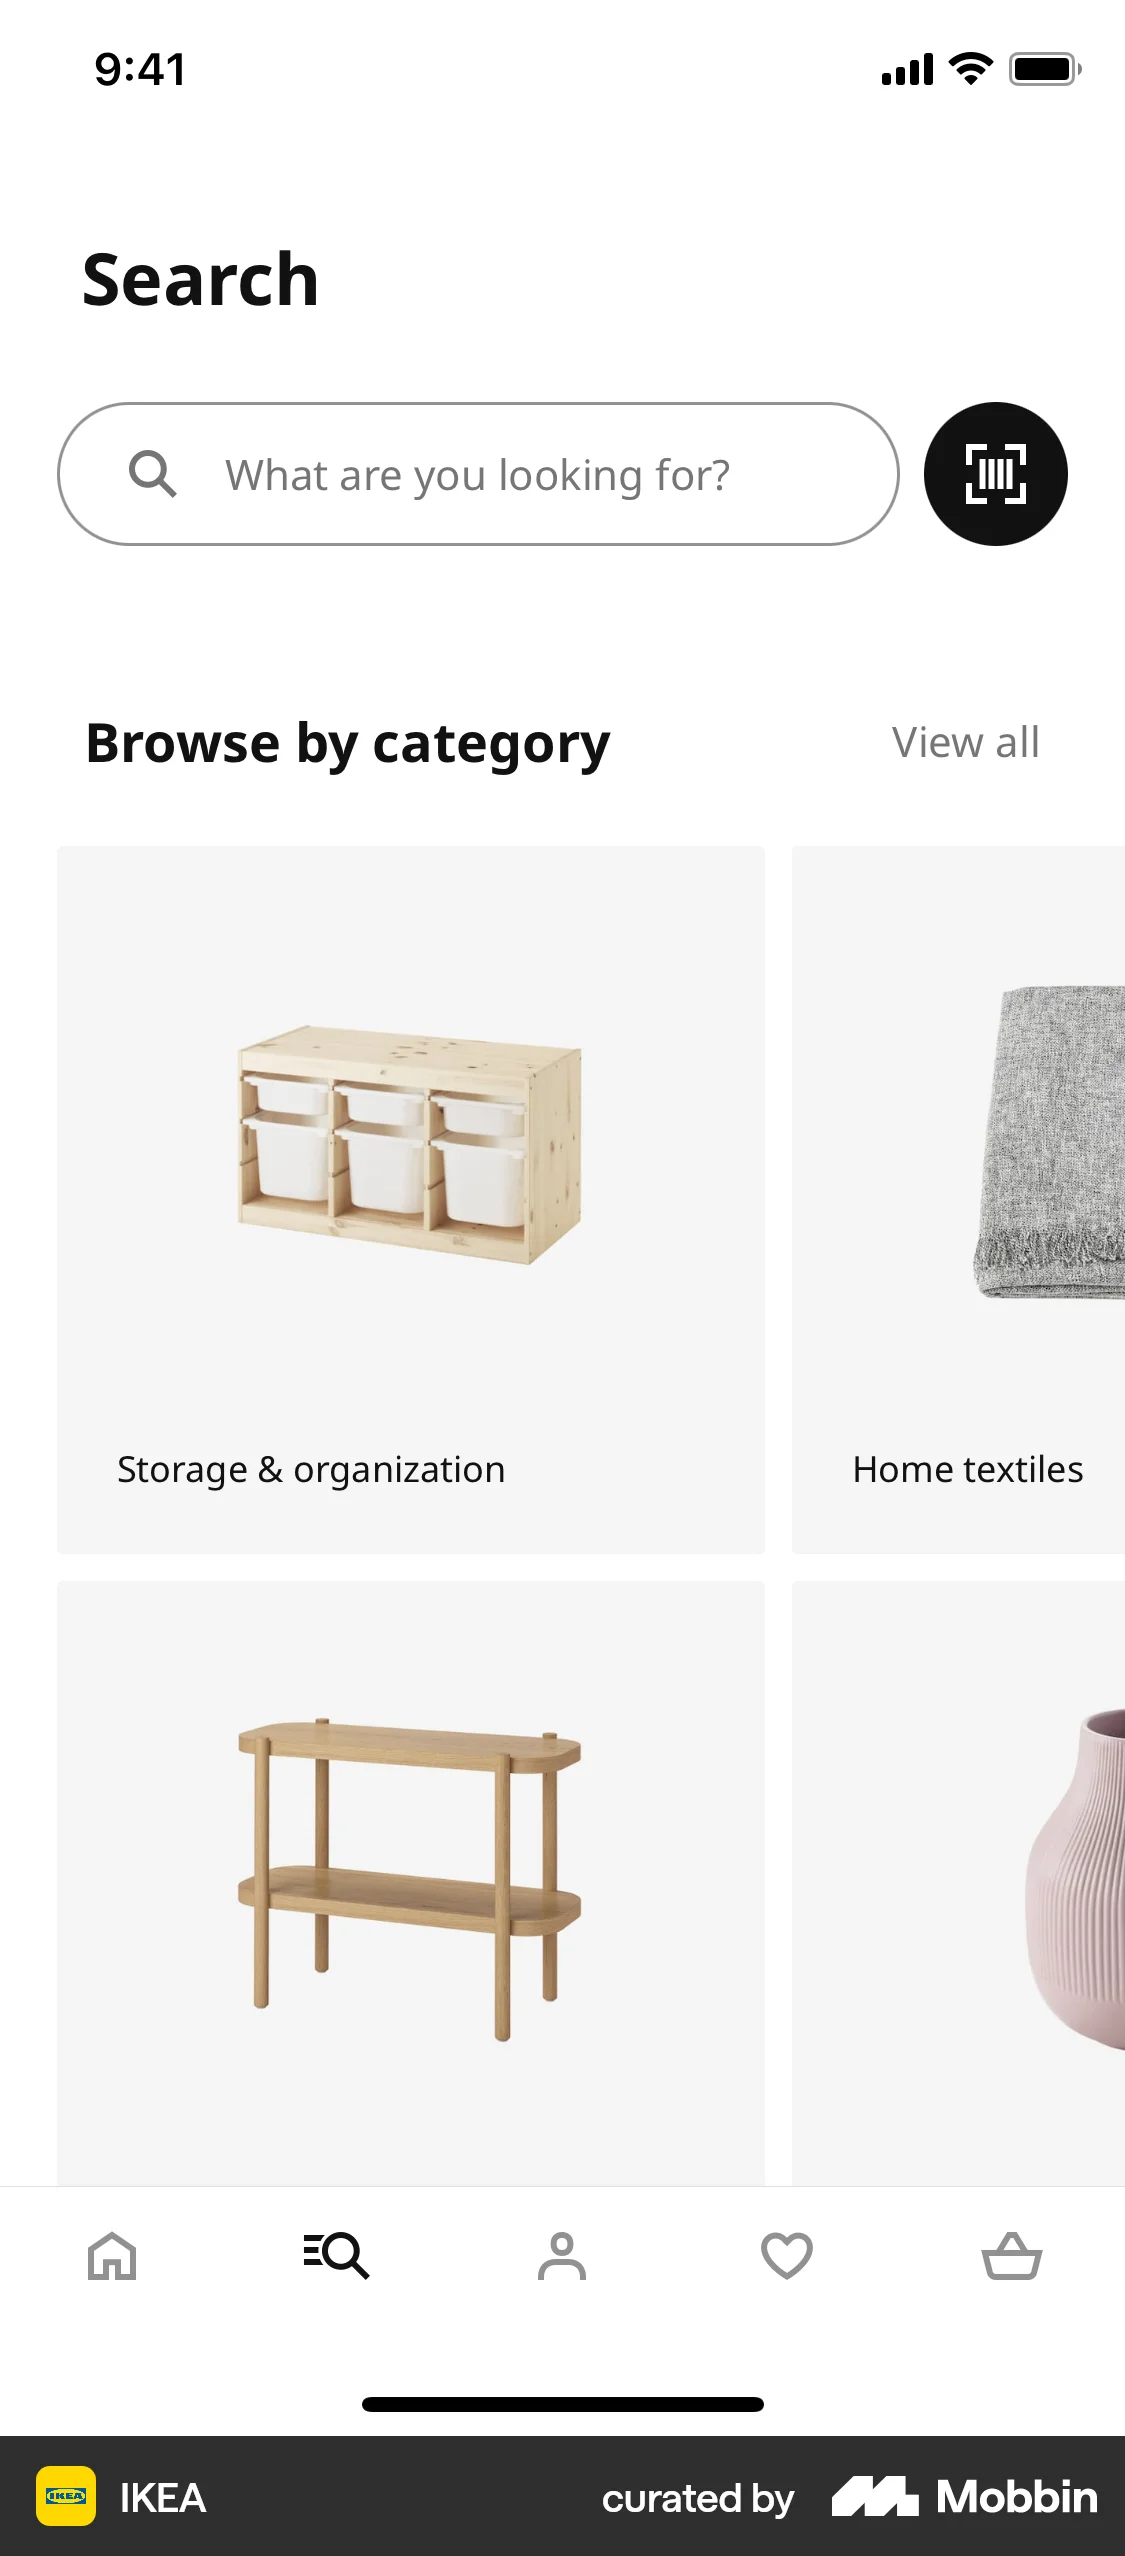 9:41
Search
What are you looking for?
Browse by category
View all
Storage & organization
Home textiles
IKEA
IKEA
curated by
Mobbin